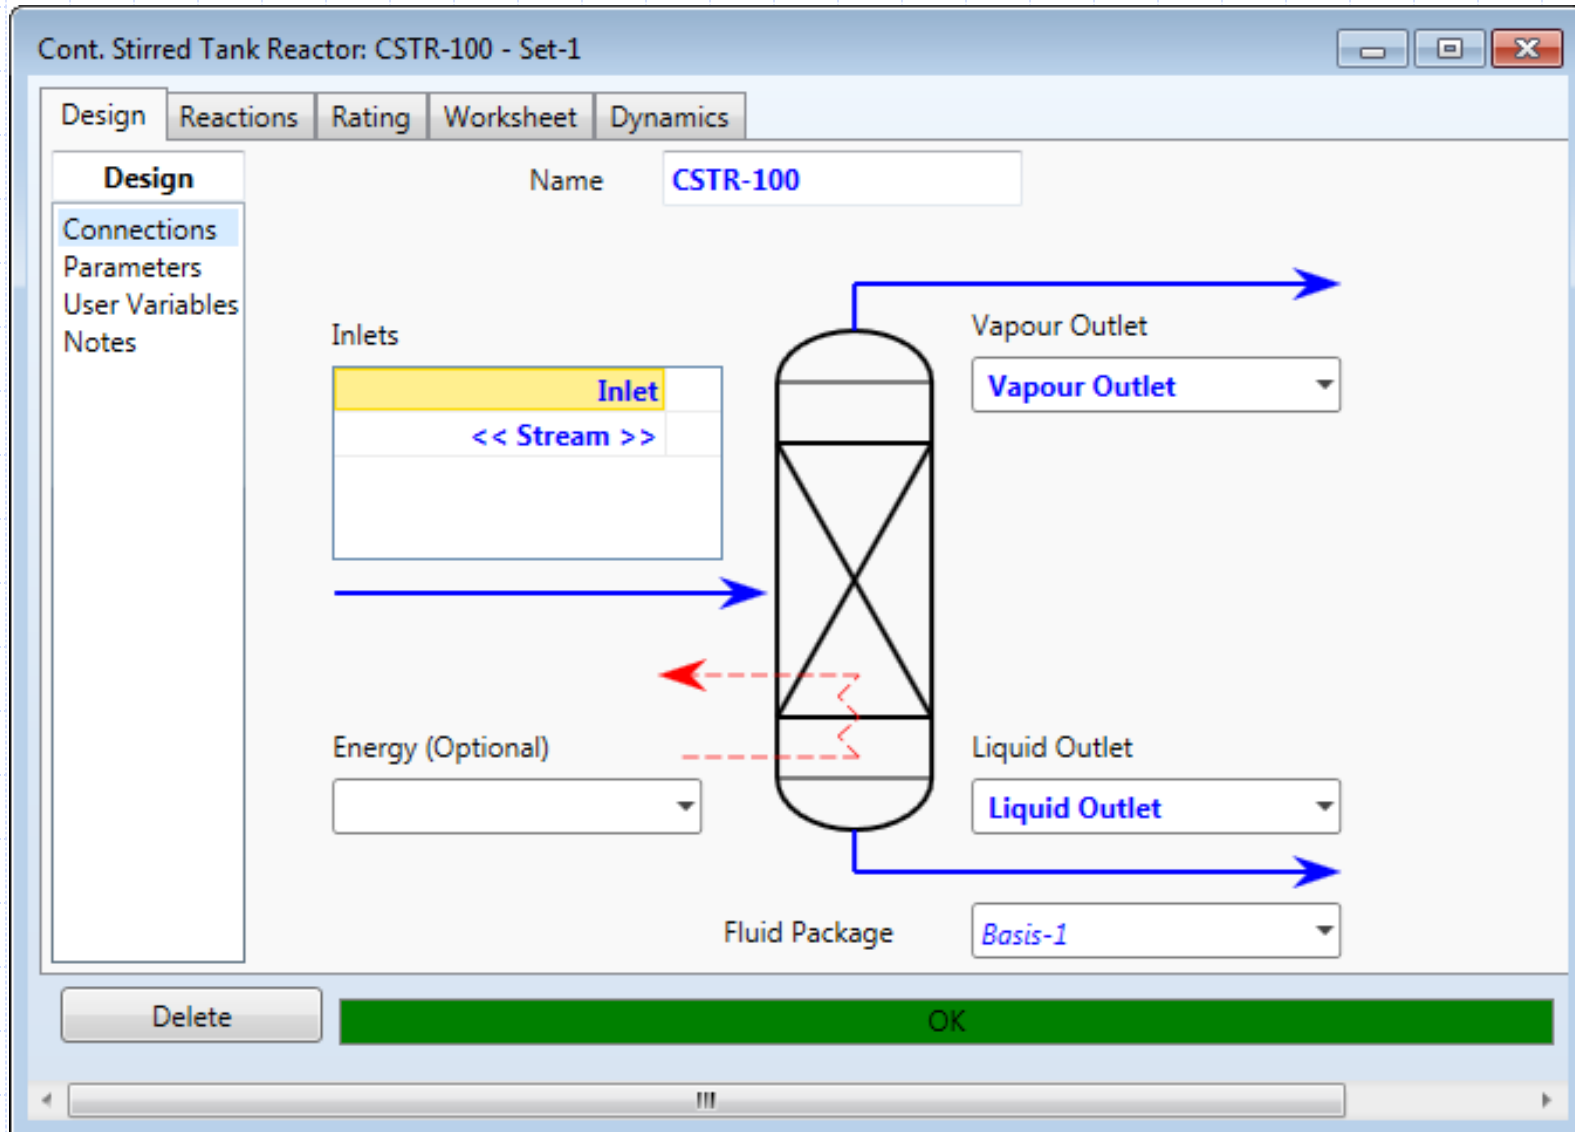 Cont. Stirred Tank Reactor: CSTR-100 - Set-1
Design Reactions Rating Worksheet Dynamics
Design
Connections
Parameters
User Variables
Notes
Name CSTR-100
Inlets
Inlet
<< Stream >>
Vapour Outlet
Vapour Outlet
Energy (Optional)
Liquid Outlet
Liquid Outlet
Fluid Package Basis-1
Delete
OK